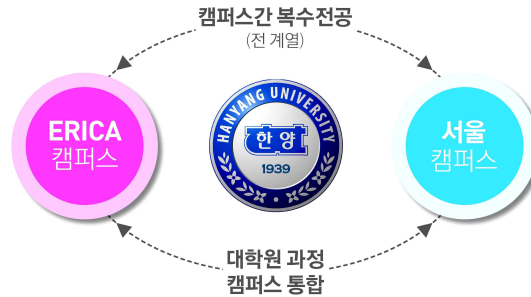 캠퍼스간 복수전공
(전 계열)
ERICA
캠퍼스
HANYANG UNIVERSITY
한양
1939
서울
캠퍼스
대학원 과정
캠퍼스 통합